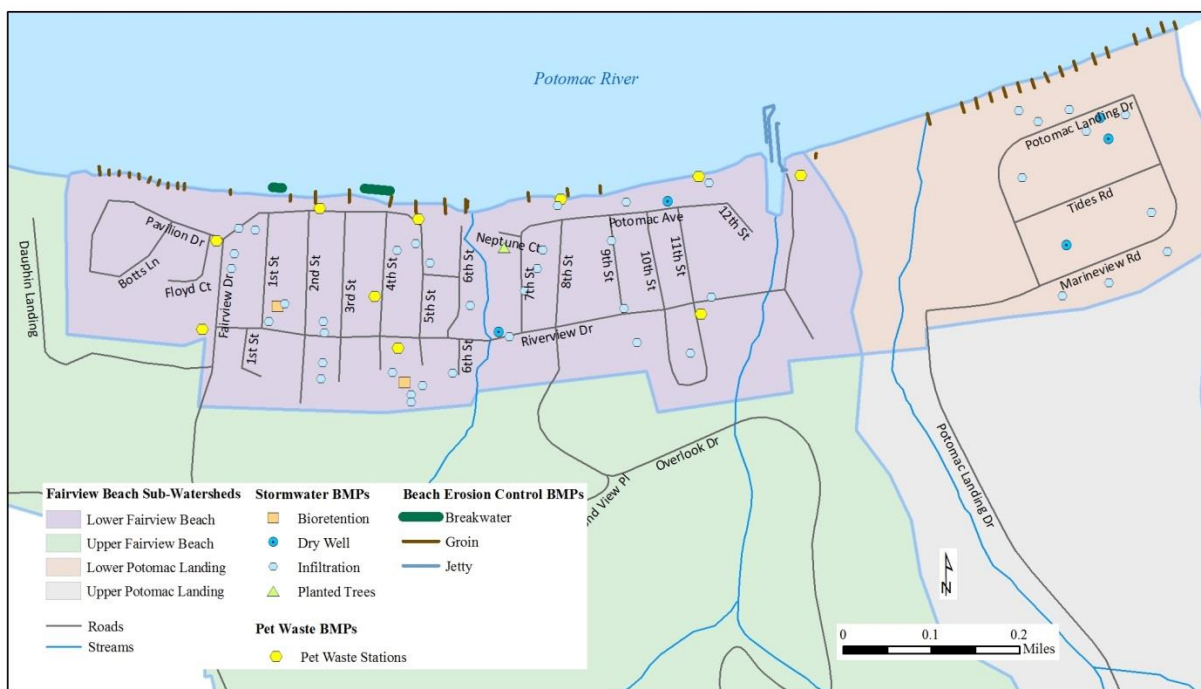 Potomac River
Potomac Landing Dr
Tides Rd
Marineview Rd
Potomac Ave
12th St
Neptune Ct
Pavilion Dr
Botts Ln
Floyd Ct
Dauphin Landing
Fairview Dr
1st St
2nd St
3rd St
4th St
5th St
6th St
7th St
8th St
9th St
10th St
11th St
1st St
6th St
Riverview Dr
Overlook Dr
View Pl
Potomac Landing Dr
Fairview Beach Sub-Watersheds
Lower Fairview Beach
Upper Fairview Beach
Lower Potomac Landing
Upper Potomac Landing
Roads
Streams
Stormwater BMPs
Bioretention
Dry Well
Infiltration
Planted Trees
Pet Waste BMPs
Pet Waste Stations
Beach Erosion Control BMPs
Breakwater
Groin
Jetty
N
0 0.1 0.2
Miles